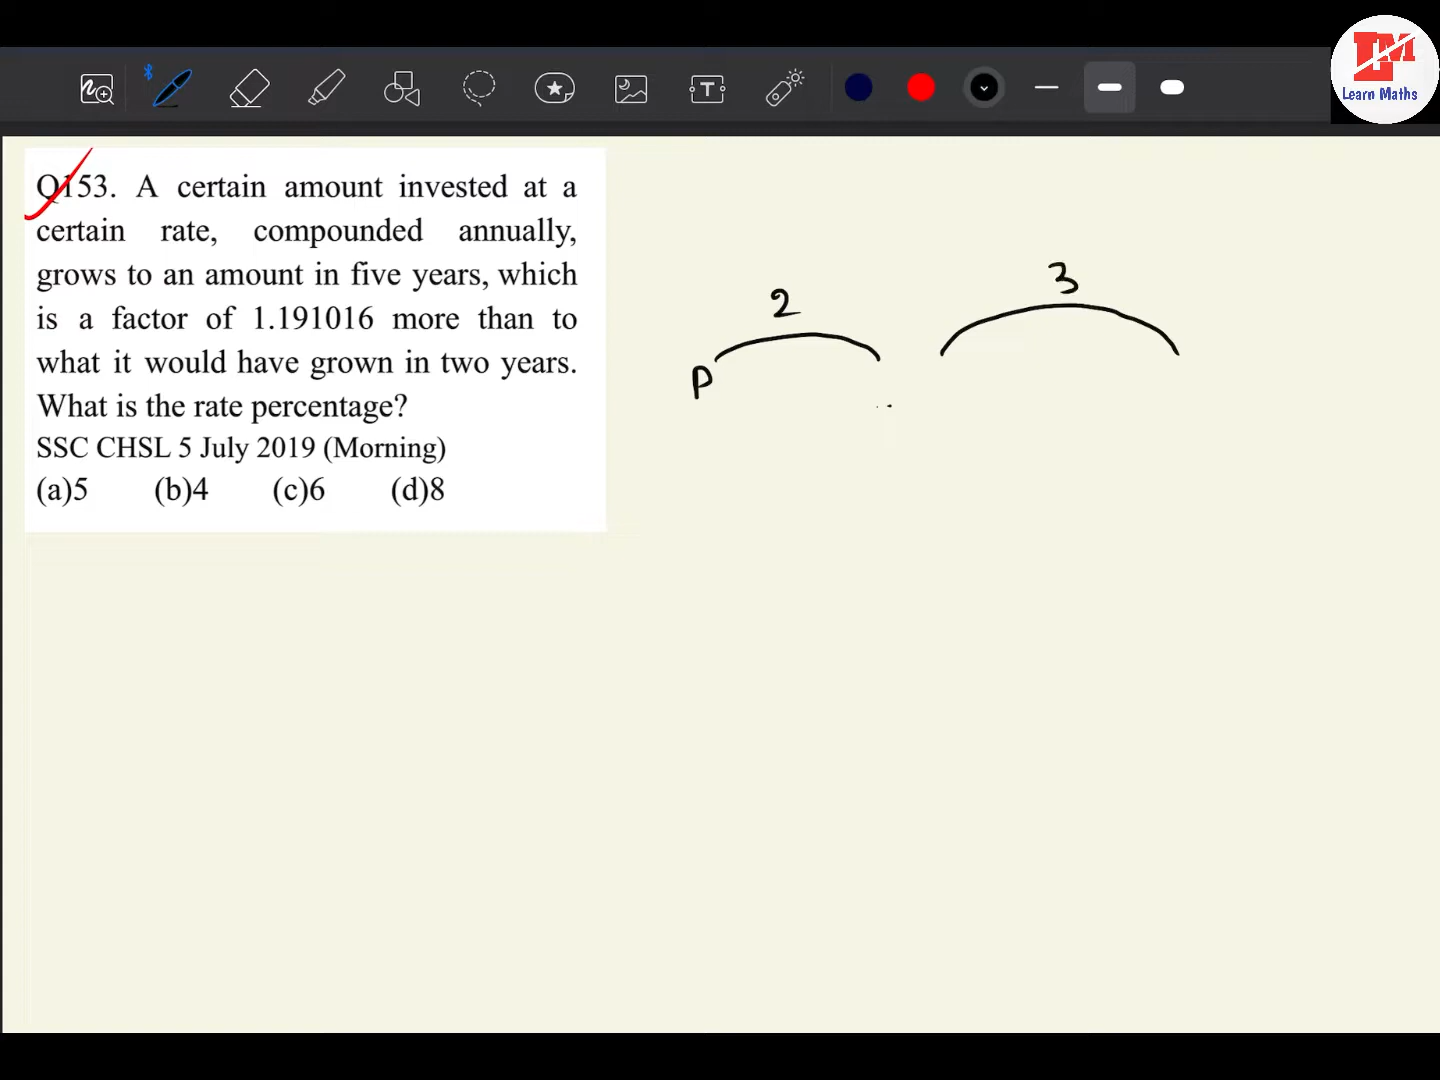 LM
Learn Maths
T
Q153. A certain amount invested at a
certain rate, compounded annually,
grows to an amount in five years, which
is a factor of 1.191016 more than to
what it would have grown in two years.
What is the rate percentage?
SSC CHSL 5 July 2019 (Morning)
(a)5 (b)4 (c)6 (d)8
2 3
P